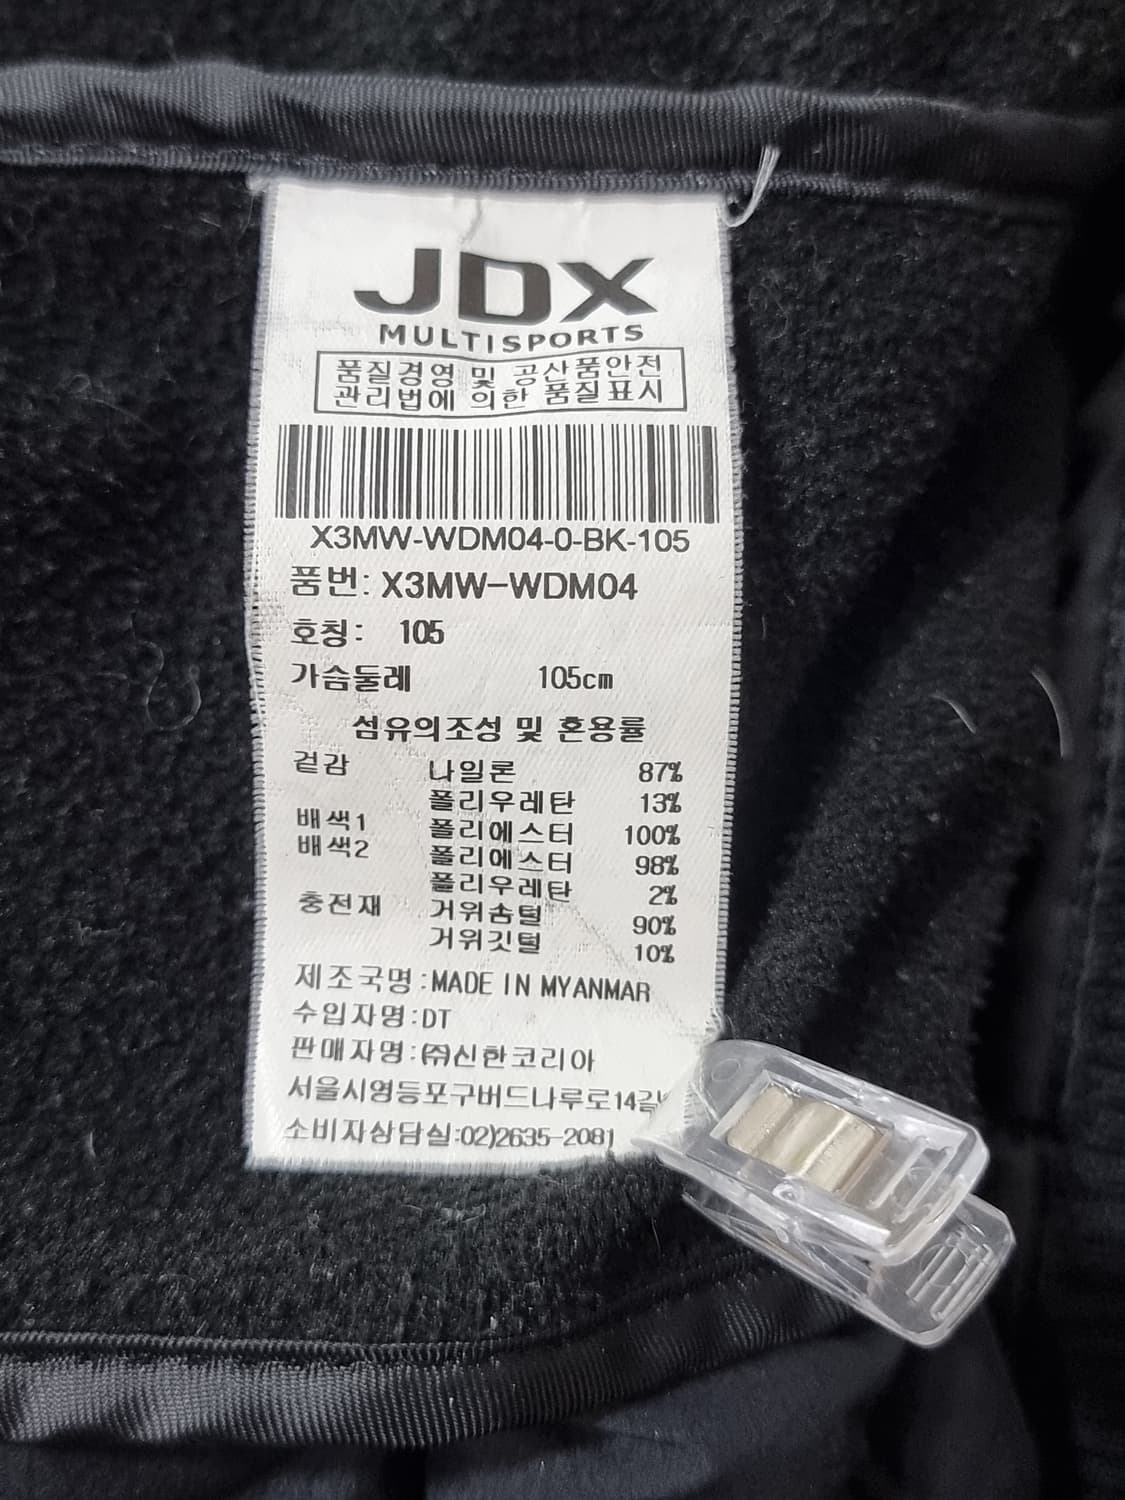 JDX
MULTISPORTS
품질경영 및 공산품안전
관리법에 의한 품질표시
X3MW-WDM04-0-BK-105
품번: X3MW-WDM04
호칭: 105
가슴둘레 105cm
섬유의조성 및 혼용률
겉감 나일론 87%
폴리우레탄 13%
배색1 폴리에스터 100%
배색2 폴리에스터 98%
폴리우레탄 2%
충전재 거위솜털 90%
거위깃털 10%
제조국명:MADE IN MYANMAR
수입자명:DT
판매자명:㈜신한코리아
서울시영등포구버드나루로14길
소비자상담실:02)2635-2081